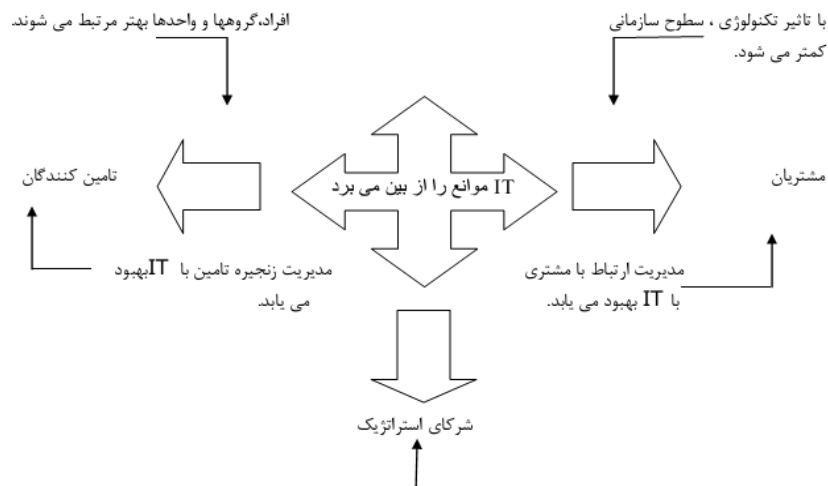 با تاثیر تکنولوژی ، سطوح سازمانی
کمتر می شود.
افراد،گروهها و واحدها بهتر مرتبط می شوند.
مشتریان
IT موانع را از بین می برد
تامین کنندگان
مدیریت ارتباط با مشتری
با IT بهبود می یابد.
مدیریت زنجیره تامین با ITبهبود
می یابد.
شرکای استراتژیک